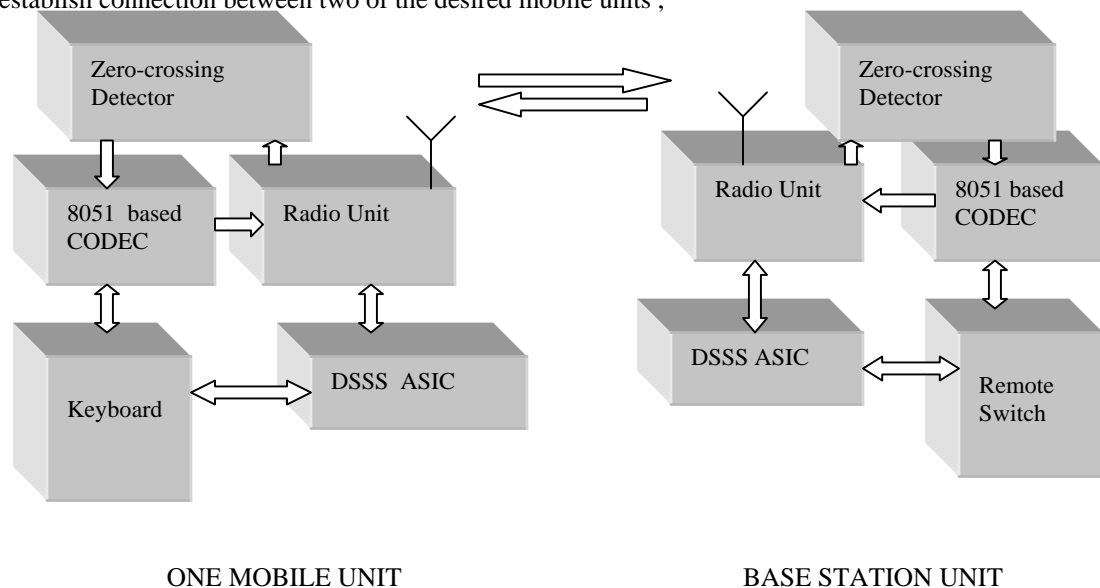 establish connection between two of the desired mobile units ,
Zero-crossing
Detector
8051 based
CODEC
Radio Unit
Keyboard
DSSS ASIC
Zero-crossing
Detector
Radio Unit
8051 based
CODEC
DSSS ASIC
Remote
Switch
ONE MOBILE UNIT
BASE STATION UNIT